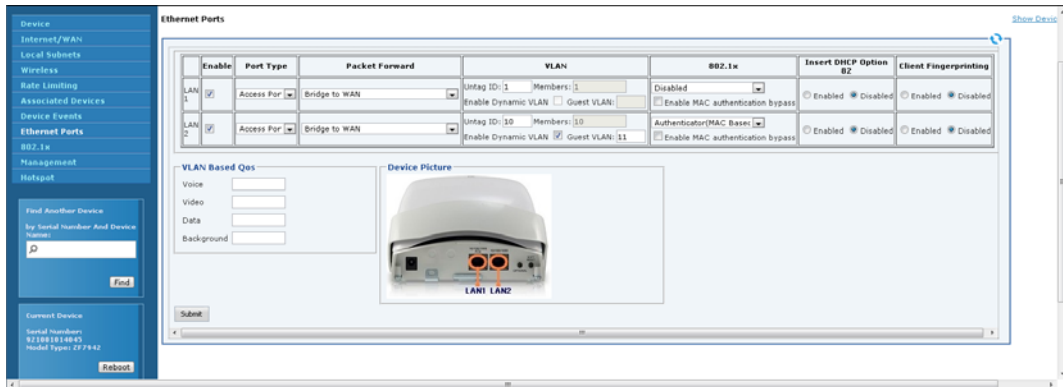 Device
Internet/WAN
Local Subnets
Wireless
Rate Limiting
Associated Devices
Device Events
Ethernet Ports
802.1x
Management
Hotspot
Find Another Device
by Serial Number And Device
Name:
Find
Current Device
Serial Number:
921001014045
Model Type: ZF7942
Reboot
Ethernet Ports
Show Devic
Enable Port Type Packet Forward VLAN 802.1x Insert DHCP Option 82 Client Fingerprinting
LAN 1 Access Por Bridge to WAN Untag ID: 1 Members: 1 Disabled Enabled Disabled Enabled Disabled
Enable Dynamic VLAN Guest VLAN: Enable MAC authentication bypass
LAN 2 Access Por Bridge to WAN Untag ID: 10 Members: 10 Authenticator(MAC Basec Enabled Disabled Enabled Disabled
Enable Dynamic VLAN Guest VLAN: 11 Enable MAC authentication bypass
VLAN Based Qos
Voice
Video
Data
Background
Device Picture
LAN1 LAN2
Submit